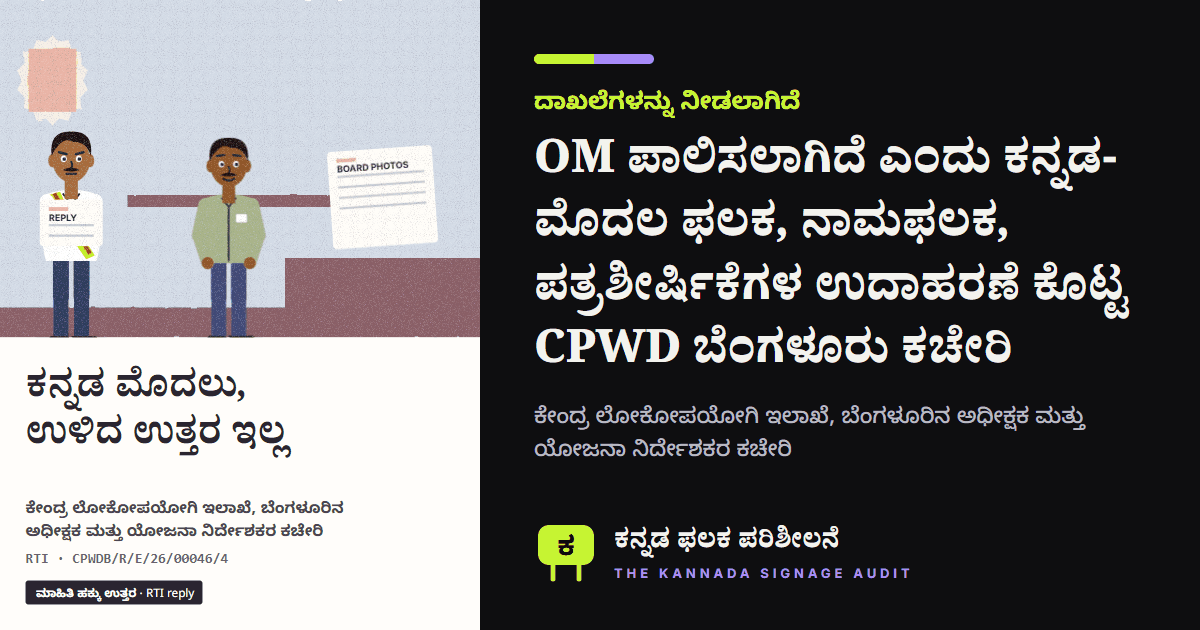 REPLY
BOARD PHOTOS
ಕನ್ನಡ ಮೊದಲು,
ಉಳಿದ ಉತ್ತರ ಇಲ್ಲ
ಕೇಂದ್ರ ಲೋಕೋಪಯೋಗಿ ಇಲಾಖೆ, ಬೆಂಗಳೂರಿನ
ಅಧೀಕ್ಷಕ ಮತ್ತು ಯೋಜನಾ ನಿರ್ದೇಶಕರ ಕಚೇರಿ
RTI · CPWDB/R/E/26/00046/4
ಮಾಹಿತಿ ಹಕ್ಕು ಉತ್ತರ · RTI reply
ದಾಖಲೆಗಳನ್ನು ನೀಡಲಾಗಿದೆ
OM ಪಾಲಿಸಲಾಗಿದೆ ಎಂದು ಕನ್ನಡ-
ಮೊದಲ ಫಲಕ, ನಾಮಫಲಕ,
ಪತ್ರಶೀರ್ಷಿಕೆಗಳ ಉದಾಹರಣೆ ಕೊಟ್ಟ
CPWD ಬೆಂಗಳೂರು ಕಚೇರಿ
ಕೇಂದ್ರ ಲೋಕೋಪಯೋಗಿ ಇಲಾಖೆ, ಬೆಂಗಳೂರಿನ ಅಧೀಕ್ಷಕ ಮತ್ತು
ಯೋಜನಾ ನಿರ್ದೇಶಕರ ಕಚೇರಿ
ಕ
ಕನ್ನಡ ಫಲಕ ಪರಿಶೀಲನೆ
THE KANNADA SIGNAGE AUDIT